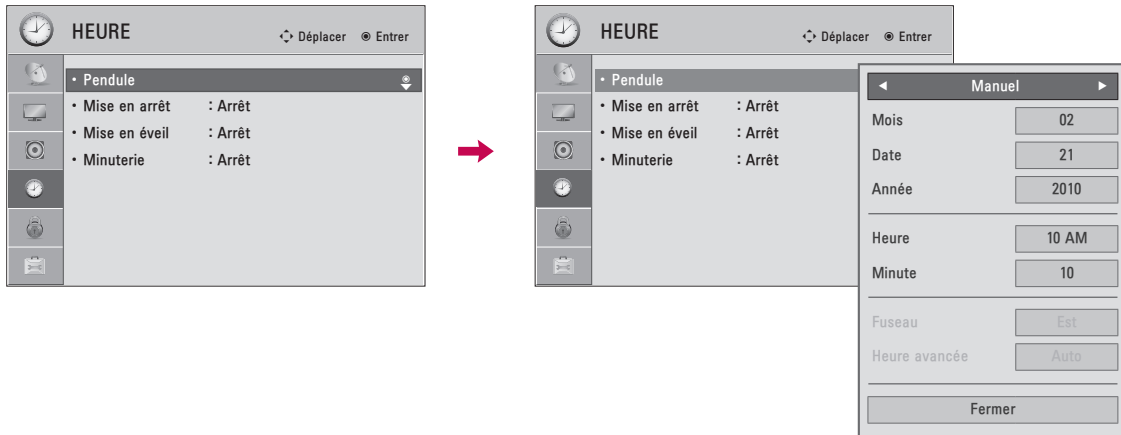 HEURE
Déplacer Entrer
• Pendule
• Mise en arrêt : Arrêt
• Mise en éveil : Arrêt
• Minuterie : Arrêt
HEURE
Déplacer Entrer
• Pendule
• Mise en arrêt : Arrêt
• Mise en éveil : Arrêt
• Minuterie : Arrêt
◄ Manuel ►
Mois 02
Date 21
Année 2010
Heure 10 AM
Minute 10
Fuseau Est
Heure avancée Auto
Fermer